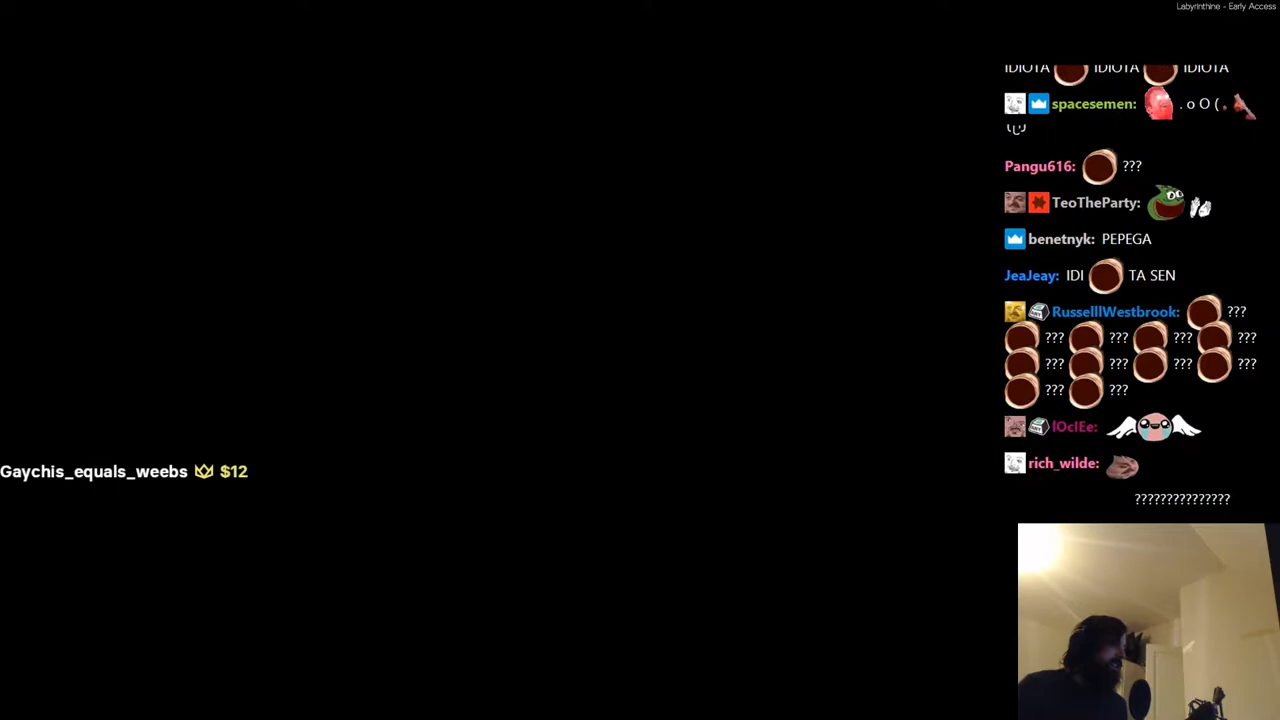 Labyrinthine - Early Access
IDIOTA IDIOTA IDIOTA
spacesemen: . o O (
Pangu616: ???
TeoTheParty:
benetnyk: PEPEGA
JeaJeay: IDI TA SEN
RusselllWestbrook: ???
??? ??? ??? ???
??? ??? ??? ???
??? ???
lOclEe:
rich_wilde:
Gaychis_equals_weebs $12
???????????????